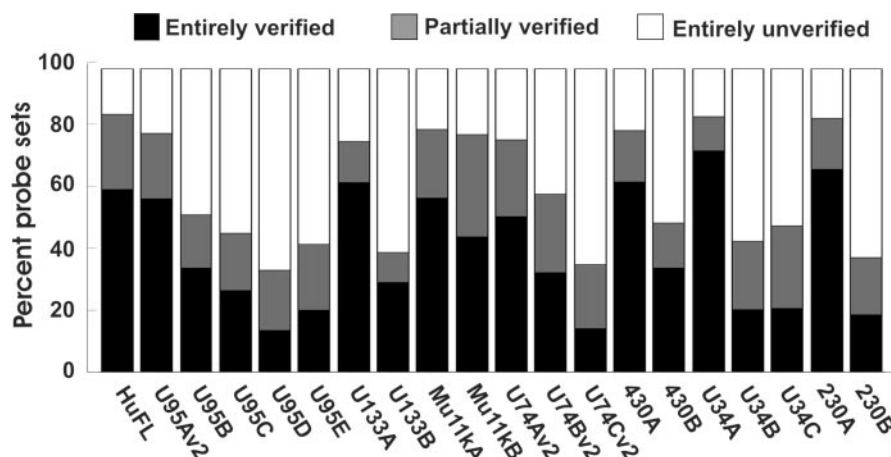 Entirely verified Partially verified Entirely unverified
Percent probe sets
100
80
60
40
20
0
HuFL
U95Av2
U95B
U95C
U95D
U95E
U133A
U133B
Mu11kA
Mu11kB
U74Av2
U74Bv2
U74Cv2
430A
430B
U34A
U34B
U34C
230A
230B